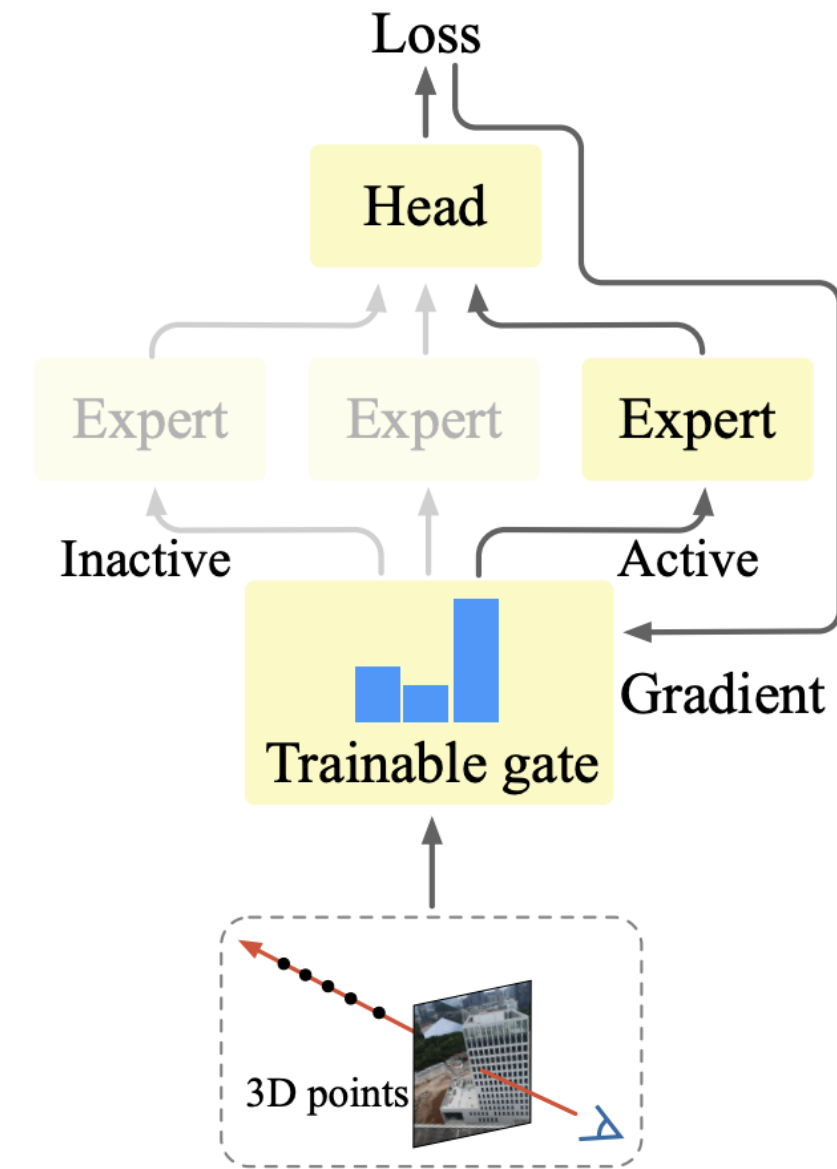 Loss
Head
Expert
Expert
Expert
Inactive
Active
Gradient
Trainable gate
3D points